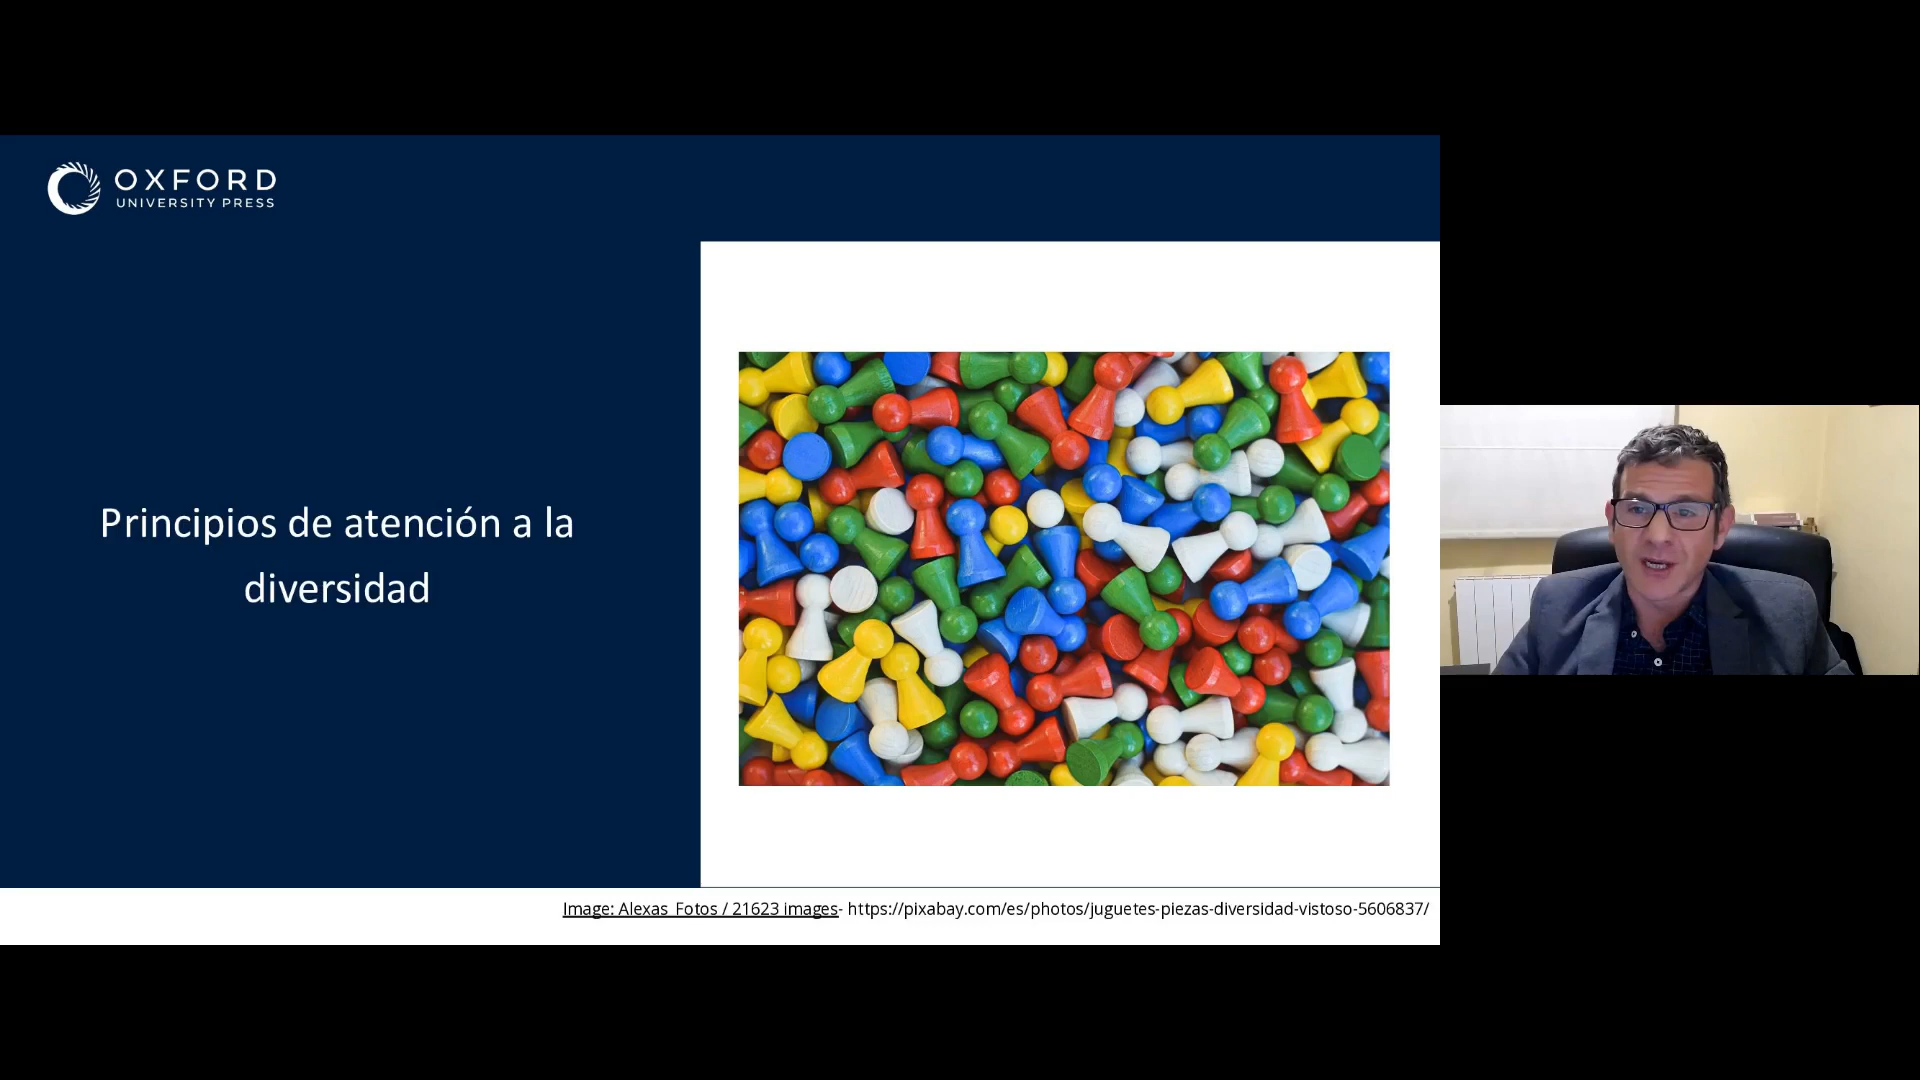 OXFORD
UNIVERSITY PRESS
Principios de atención a la
diversidad
Image: Alexas_Fotos / 21623 images- https://pixabay.com/es/photos/juguetes-piezas-diversidad-vistoso-5606837/